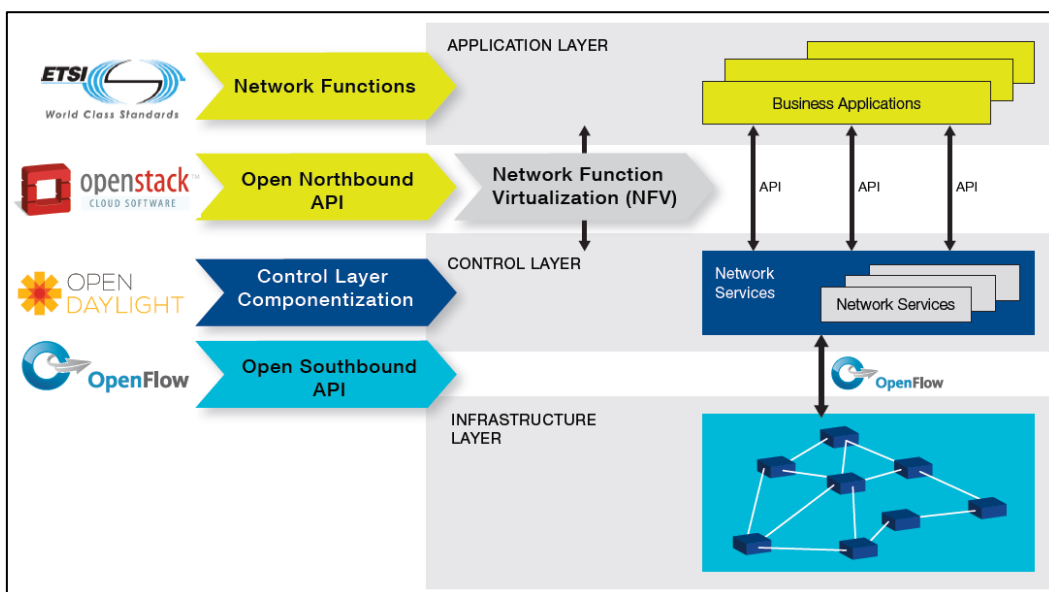 ETSI
World Class Standards
Network Functions
APPLICATION LAYER
Business Applications
openstack™
CLOUD SOFTWARE
Open Northbound
API
Network Function
Virtualization (NFV)
API
API
API
OPEN
DAYLIGHT
Control Layer
Componentization
CONTROL LAYER
Network
Services
Network Services
OpenFlow
Open Southbound
API
OpenFlow
INFRASTRUCTURE
LAYER